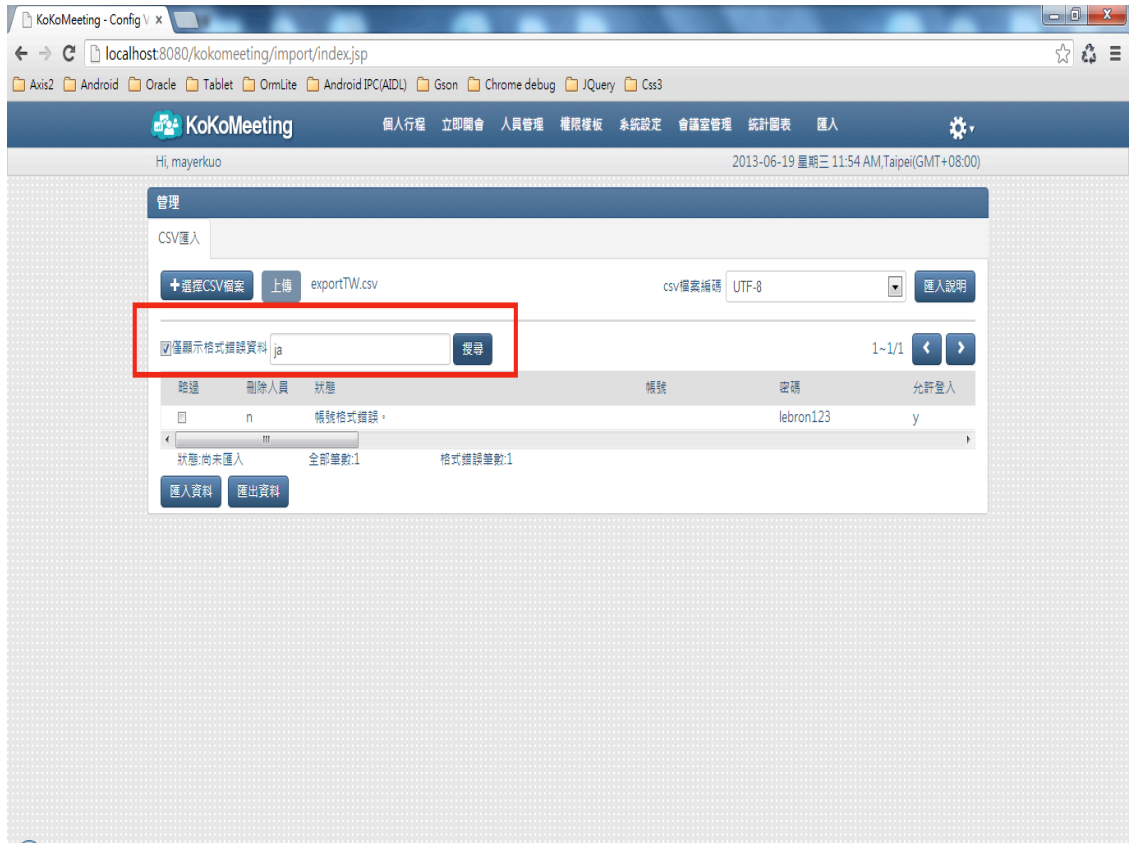 KoKoMeeting - Config V
localhost:8080/kokomeeting/import/index.jsp
Axis2 Android Oracle Tablet OrmLite Android IPC(AIDL) Gson Chrome debug JQuery Css3
KoKoMeeting 個人行程 立即開會 人員管理 權限樣板 系統設定 會議室管理 統計圖表 匯入
Hi, mayerkuo 2013-06-19 星期三 11:54 AM,Taipei(GMT+08:00)
管理
CSV匯入
+選擇CSV檔案 上傳 exportTW.csv csv檔案編碼 UTF-8 匯入說明
僅顯示格式錯誤資料 ja 搜尋 1~1/1
略過 刪除人員 狀態 帳號 密碼 允許登入
n 帳號格式錯誤。 lebron123 y
狀態:尚未匯入 全部筆數:1 格式錯誤筆數:1
匯入資料 匯出資料